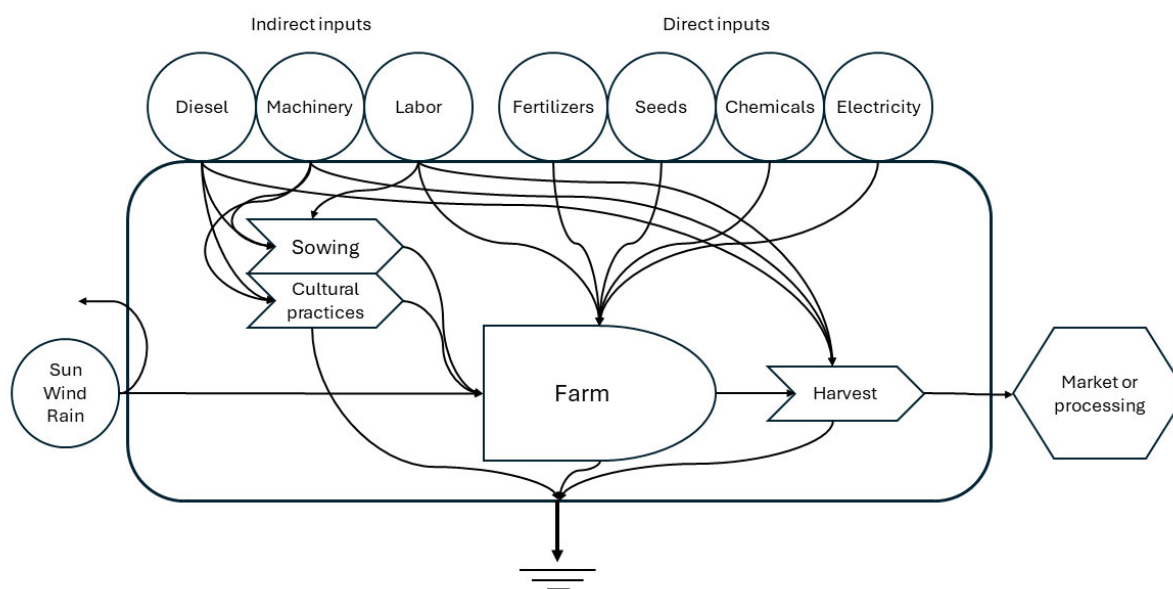 Indirect inputs
Direct inputs
Diesel
Machinery
Labor
Fertilizers
Seeds
Chemicals
Electricity
Sowing
Cultural
practices
Sun
Wind
Rain
Farm
Harvest
Market or
processing